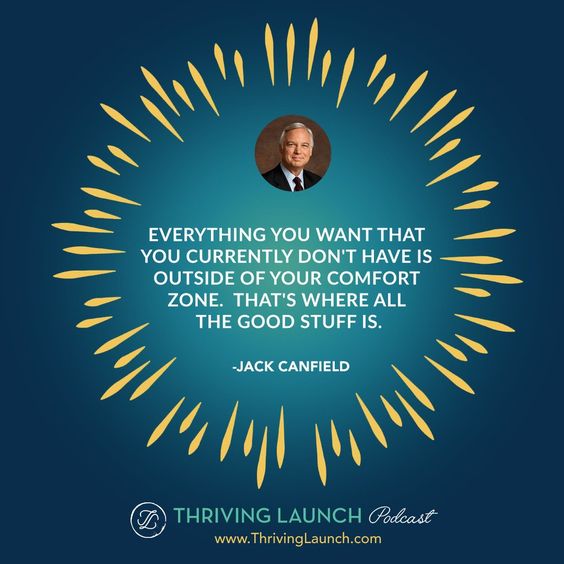 EVERYTHING YOU WANT THAT
YOU CURRENTLY DON'T HAVE IS
OUTSIDE OF YOUR COMFORT
ZONE. THAT'S WHERE ALL
THE GOOD STUFF IS.
-JACK CANFIELD
THRIVING LAUNCH Podcast
www.ThrivingLaunch.com